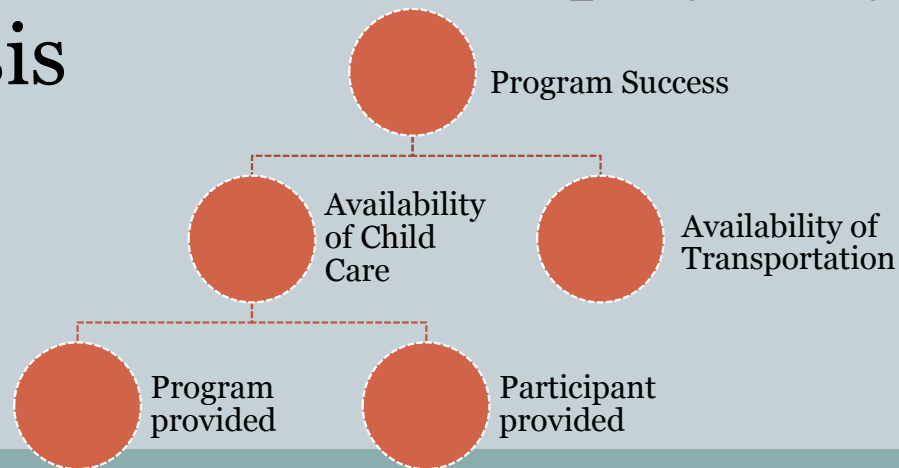 sis
Program Success
Availability
of Child
Care
Availability of
Transportation
Program
provided
Participant
provided